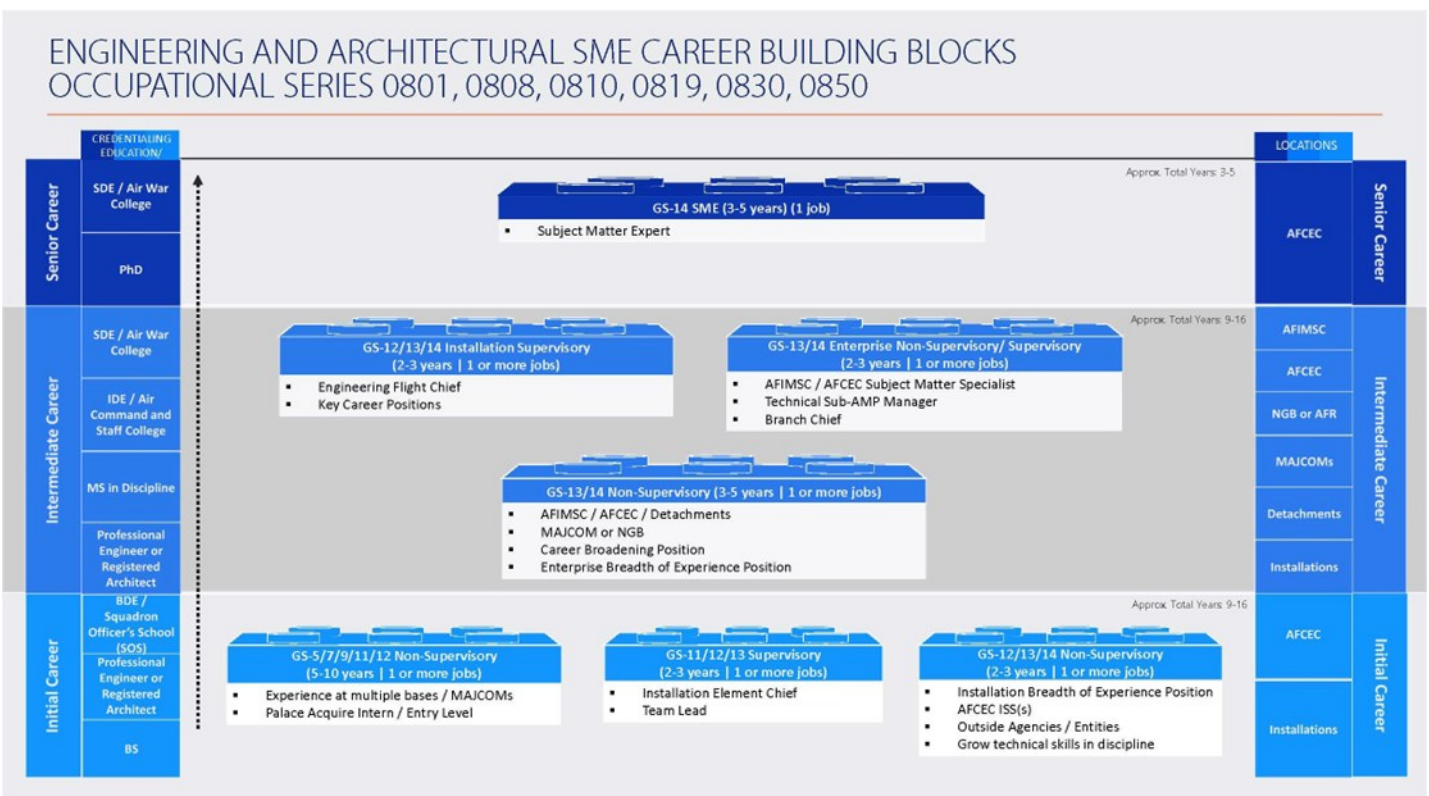 ENGINEERING AND ARCHITECTURAL SME CAREER BUILDING BLOCKS
OCCUPATIONAL SERIES 0801, 0808, 0810, 0819, 0830, 0850
CREDENTIALING
EDUCATION/
LOCATIONS
Senior Career
SDE / Air War
College
PhD
Approx. Total Years: 3-5
GS-14 SME (3-5 years) (1 job)
▪ Subject Matter Expert
AFCEC
Senior Career
Intermediate Career
SDE / Air War
College
IDE / Air
Command and
Staff College
MS in Discipline
Professional
Engineer or
Registered
Architect
Approx. Total Years: 9-16
GS-12/13/14 Installation Supervisory
(2-3 years | 1 or more jobs)
▪ Engineering Flight Chief
▪ Key Career Positions
GS-13/14 Enterprise Non-Supervisory/ Supervisory
(2-3 years | 1 or more jobs)
▪ AFIMSC / AFCEC Subject Matter Specialist
▪ Technical Sub-AMP Manager
▪ Branch Chief
GS-13/14 Non-Supervisory (3-5 years | 1 or more jobs)
▪ AFIMSC / AFCEC / Detachments
▪ MAJCOM or NGB
▪ Career Broadening Position
▪ Enterprise Breadth of Experience Position
AFIMSC
AFCEC
NGB or AFR
MAJCOMs
Detachments
Installations
Intermediate Career
Initial Career
BDE /
Squadron
Officer's School
(SOS)
Professional
Engineer or
Registered
Architect
BS
Approx. Total Years: 9-16
GS-5/7/9/11/12 Non-Supervisory
(5-10 years | 1 or more jobs)
▪ Experience at multiple bases / MAJCOMs
▪ Palace Acquire Intern / Entry Level
GS-11/12/13 Supervisory
(2-3 years | 1 or more jobs)
▪ Installation Element Chief
▪ Team Lead
GS-12/13/14 Non-Supervisory
(2-3 years | 1 or more jobs)
▪ Installation Breadth of Experience Position
▪ AFCEC ISS(s)
▪ Outside Agencies / Entities
▪ Grow technical skills in discipline
AFCEC
Installations
Initial Career